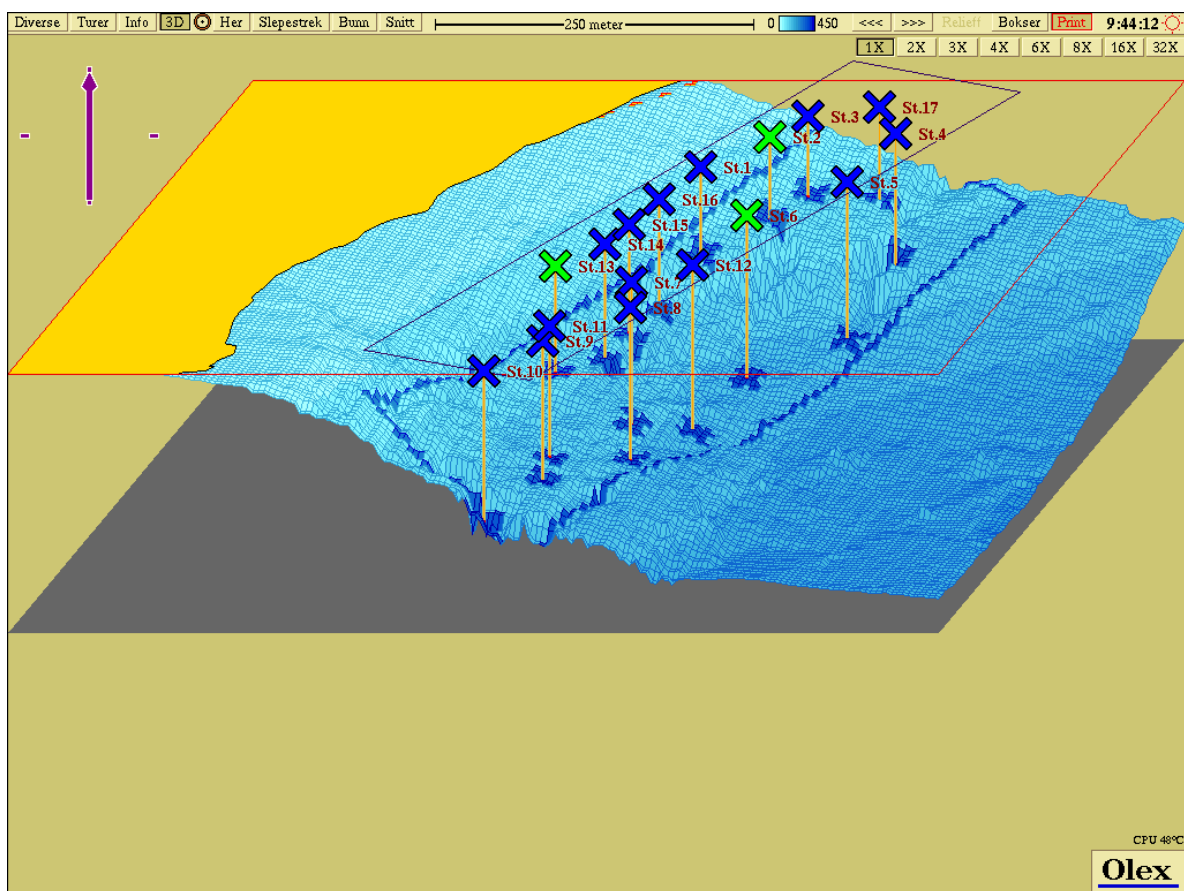 Diverse Turer Info 3D Her Slepestrek Bunn Snitt 250 meter 0 450 <<< >>> Relieff Bokser Print 9:44:12
1X 2X 3X 4X 6X 8X 16X 32X
St.17
St.3
St.4
St.2
St.1
St.5
St.16
St.6
St.15
St.14
St.13
St.12
St.7
St.8
St.11
St.9
St.10
CPU 48°C
Olex